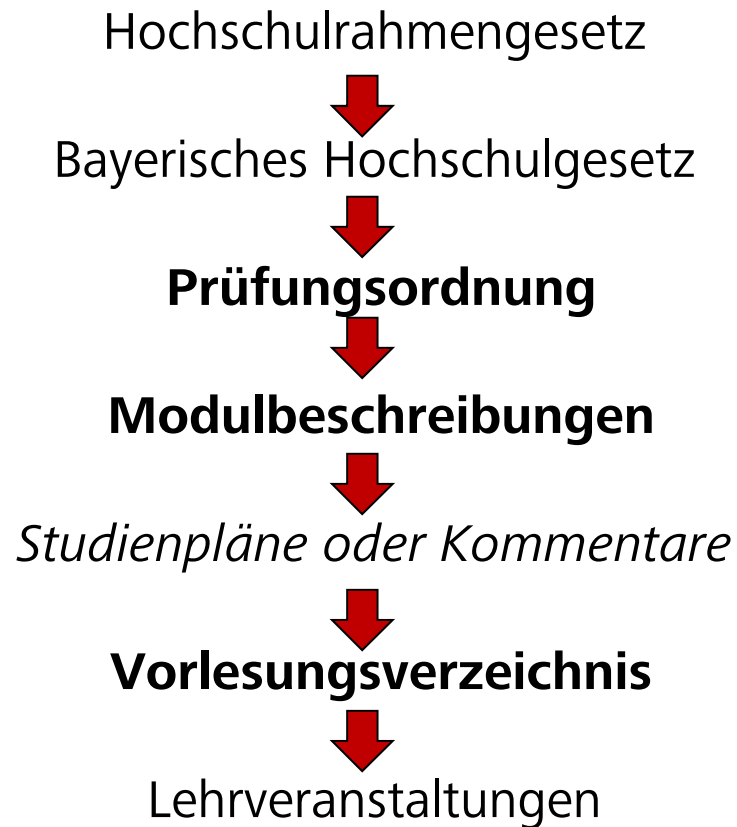 Hochschulrahmengesetz
Bayerisches Hochschulgesetz
Prüfungsordnung
Modulbeschreibungen
Studienpläne oder Kommentare
Vorlesungsverzeichnis
Lehrveranstaltungen